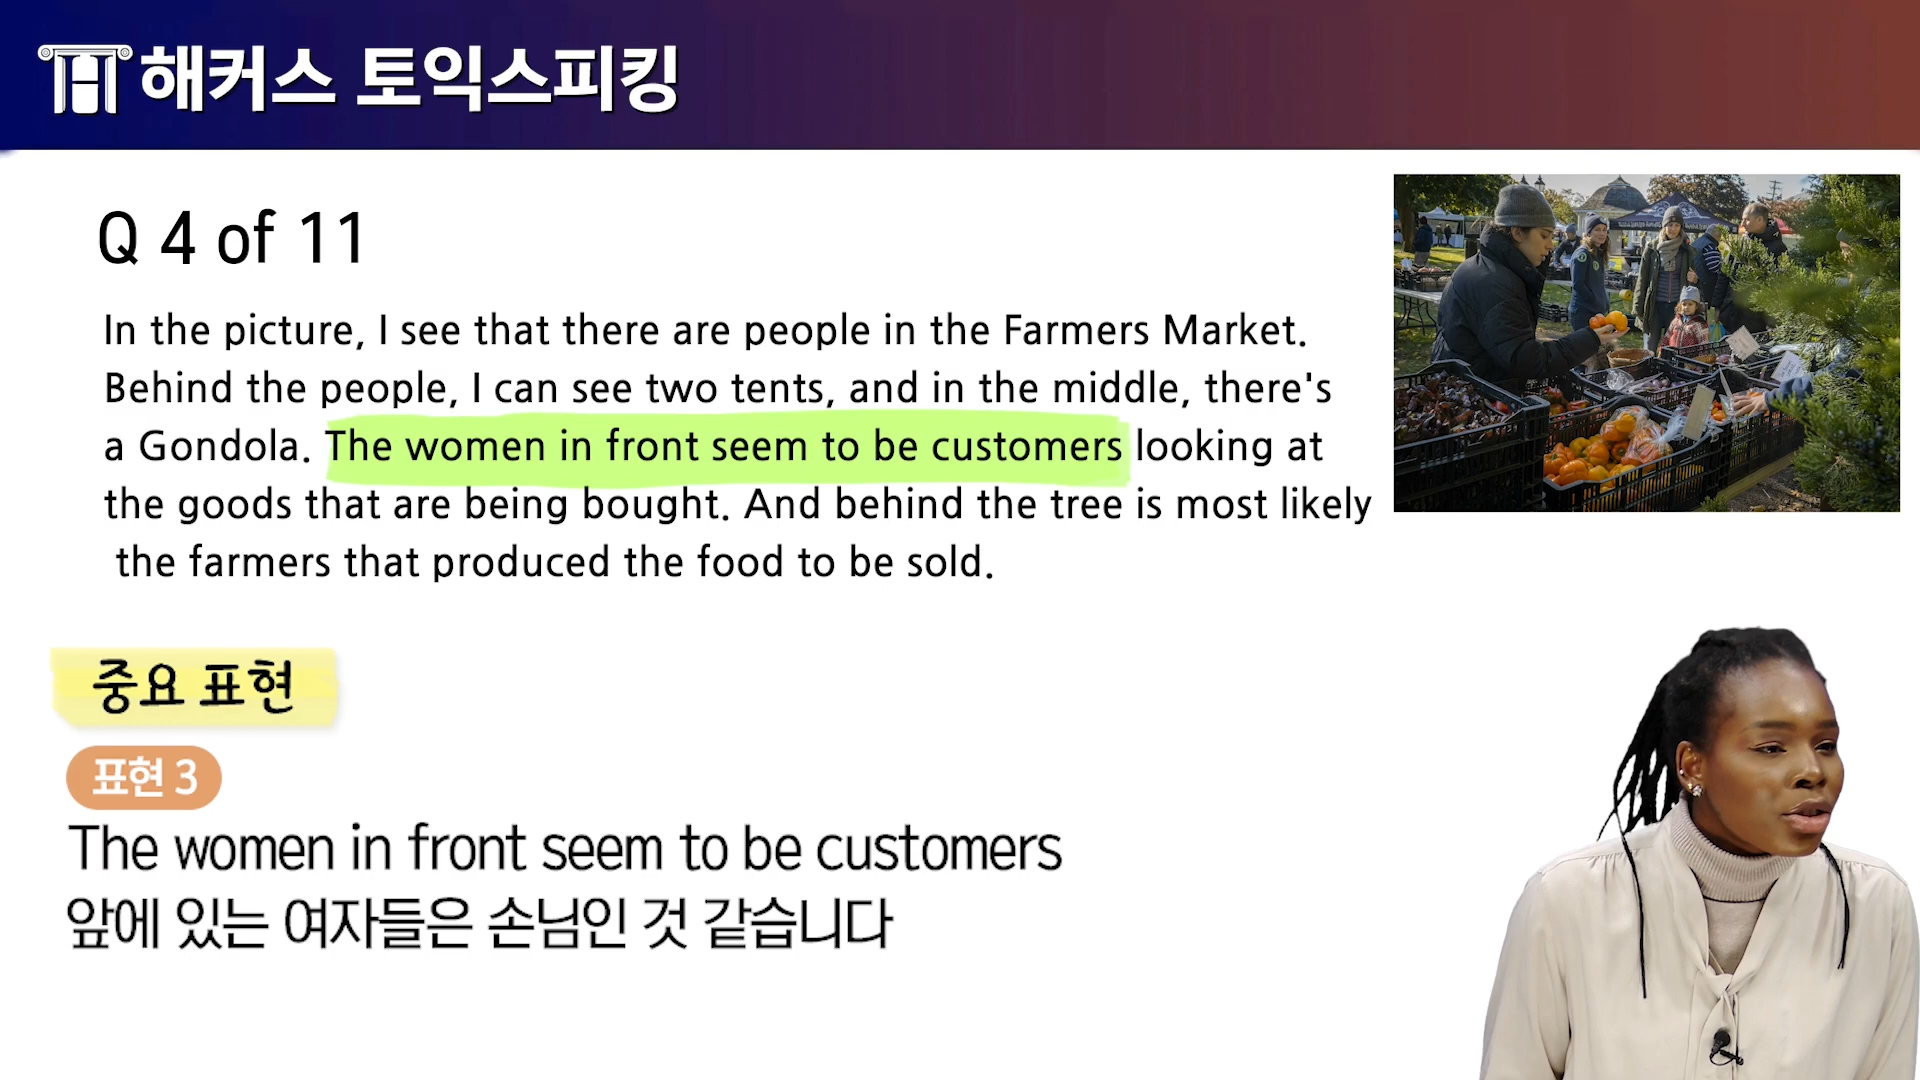 해커스 토익스피킹
Q 4 of 11
In the picture, I see that there are people in the Farmers Market.
Behind the people, I can see two tents, and in the middle, there's
a Gondola. The women in front seem to be customers looking at
the goods that are being bought. And behind the tree is most likely
the farmers that produced the food to be sold.
중요 표현
표현 3
The women in front seem to be customers
앞에 있는 여자들은 손님인 것 같습니다